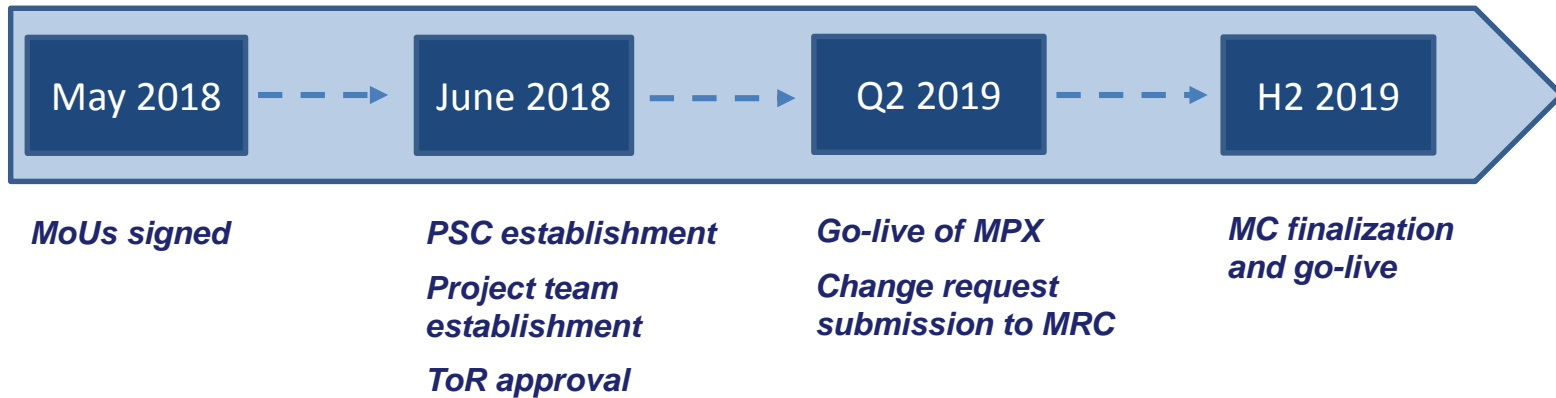 May 2018
June 2018
Q2 2019
H2 2019
MoUs signed
PSC establishment
Project team
establishment
ToR approval
Go-live of MPX
Change request
submission to MRC
MC finalization
and go-live